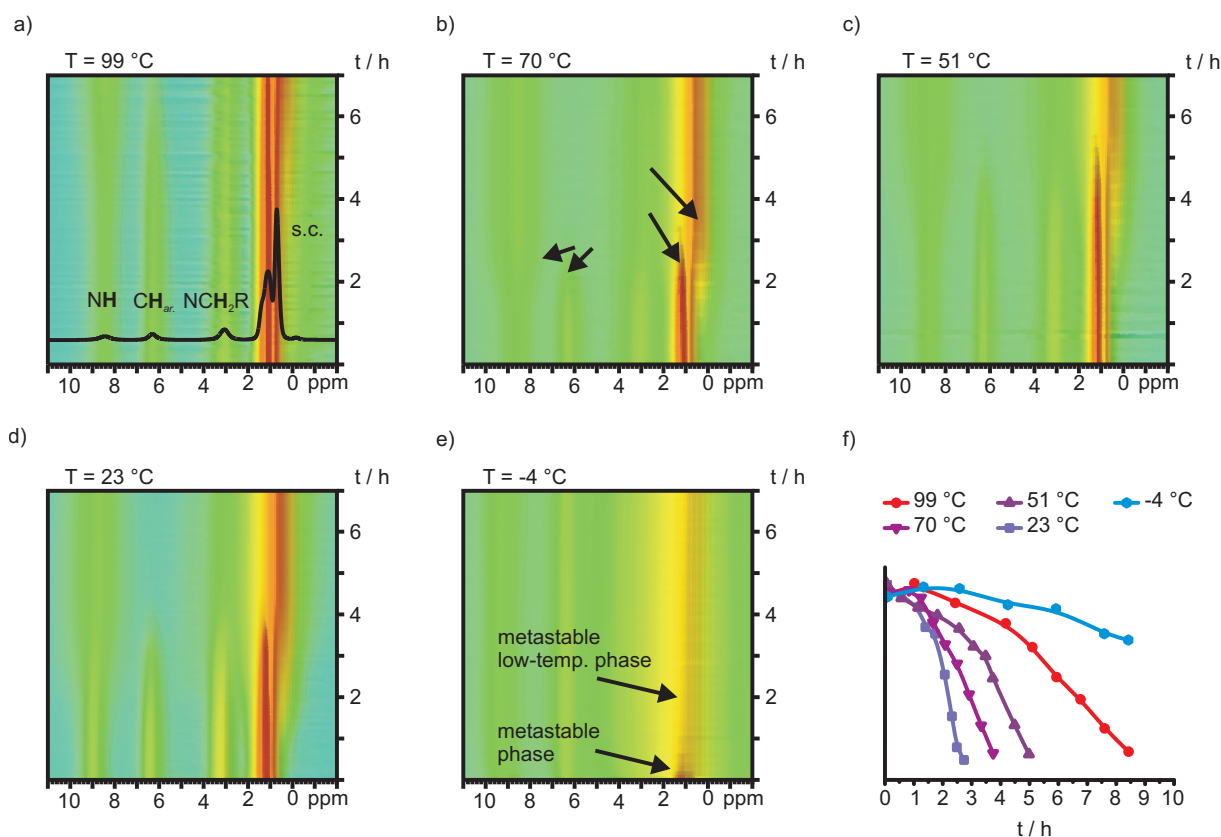 a)
T = 99 °C
t / h
6
4
2
s.c.
NH
CH_ar.
NCH₂R
10 8 6 4 2 0 ppm
b)
T = 70 °C
t / h
6
4
2
10 8 6 4 2 0 ppm
c)
T = 51 °C
t / h
6
4
2
10 8 6 4 2 0 ppm
d)
T = 23 °C
t / h
6
4
2
10 8 6 4 2 0 ppm
e)
T = -4 °C
t / h
6
4
2
metastable
low-temp. phase
metastable
phase
10 8 6 4 2 0 ppm
f)
99 °C 51 °C -4 °C
70 °C 23 °C
0 1 2 3 4 5 6 7 8 9 10
t / h